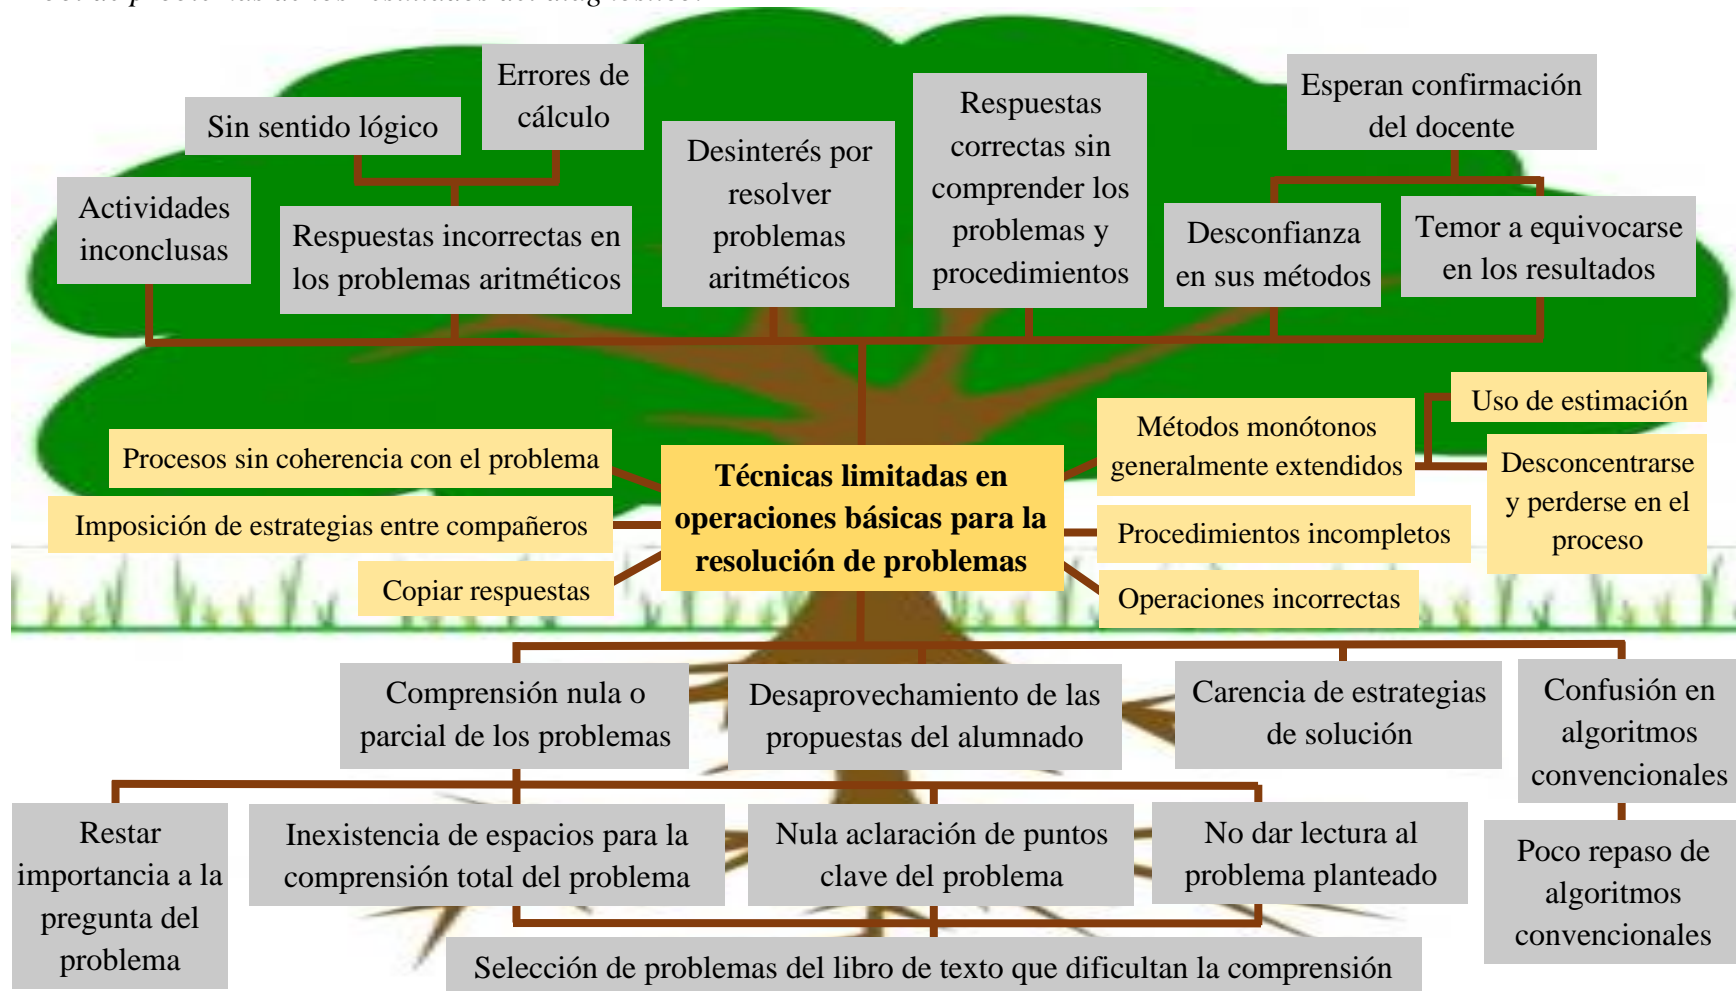 de los resultados del diagnóstico.
Errores de
cálculo
Sin sentido lógico
Esperan confirmación
del docente
Respuestas
correctas sin
comprender los
problemas y
procedimientos
Desinterés por
resolver
problemas
aritméticos
Actividades
inconclusas
Respuestas incorrectas en
los problemas aritméticos
Desconfianza
en sus métodos
Temor a equivocarse
en los resultados
Uso de estimación
Métodos monótonos
generalmente extendidos
Desconcentrarse
y perderse en el
proceso
Procesos sin coherencia con el problema
Técnicas limitadas en
operaciones básicas para la
resolución de problemas
Imposición de estrategias entre compañeros
Procedimientos incompletos
Copiar respuestas
Operaciones incorrectas
Comprensión nula o
parcial de los problemas
Desaprovechamiento de las
propuestas del alumnado
Carencia de estrategias
de solución
Confusión en
algoritmos
convencionales
Restar
importancia a la
pregunta del
problema
Inexistencia de espacios para la
comprensión total del problema
Nula aclaración de puntos
clave del problema
No dar lectura al
problema planteado
Poco repaso de
algoritmos
convencionales
Selección de problemas del libro de texto que dificultan la comprensión